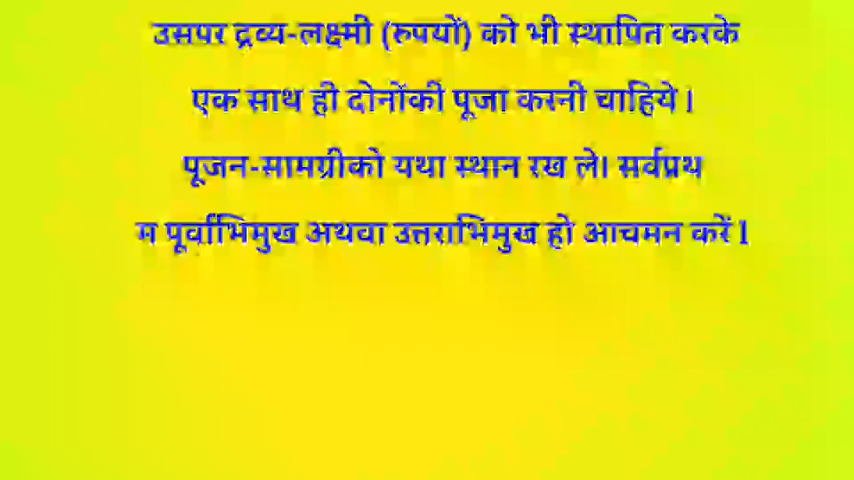 उसपर द्रव्य-लक्ष्मी (रुपयों) को भी स्थापित करके
एक साथ ही दोनोंकी पूजा करनी चाहिये ।
पूजन-सामग्रीको यथा स्थान रख ले। सर्वप्रथ
म पूर्वाभिमुख अथवा उत्तराभिमुख हो आचमन करें l